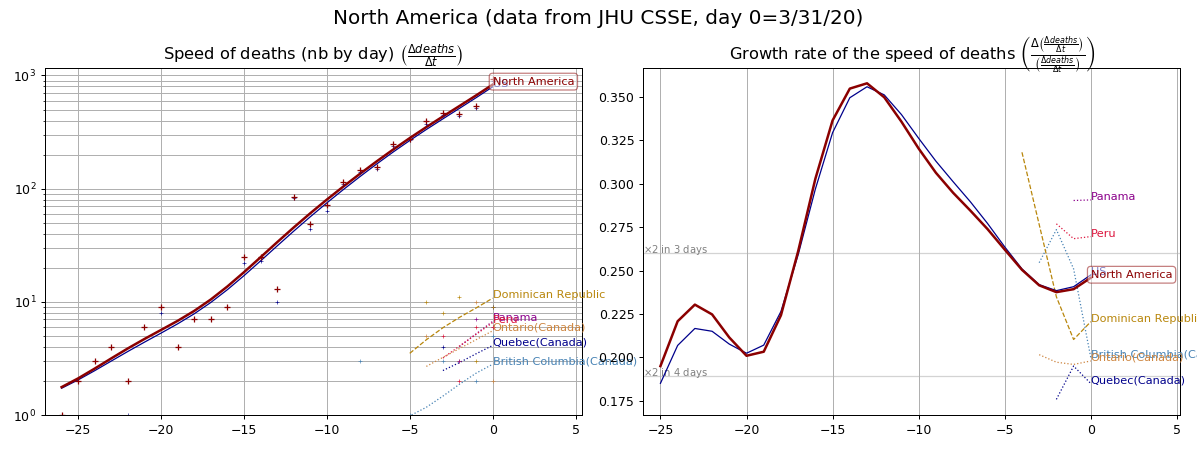 North America (data from JHU CSSE, day 0=3/31/20)
Speed of deaths (nb by day) (Δdeaths/Δt)
10³
10²
10¹
10⁰
North America
Dominican Republic
Panama
Peru
Ontario(Canada)
Quebec(Canada)
British Columbia(Canada)
−25 −20 −15 −10 −5 0 5
Growth rate of the speed of deaths (Δ(Δdeaths/Δt)/(Δdeaths/Δt))
0.350
0.325
0.300
0.275
0.250
0.225
0.200
0.175
×2 in 3 days
×2 in 4 days
Panama
Peru
North America
Dominican Republi
British Columbia(Ca
Ontario(Canada)
Quebec(Canada)
−25 −20 −15 −10 −5 0 5